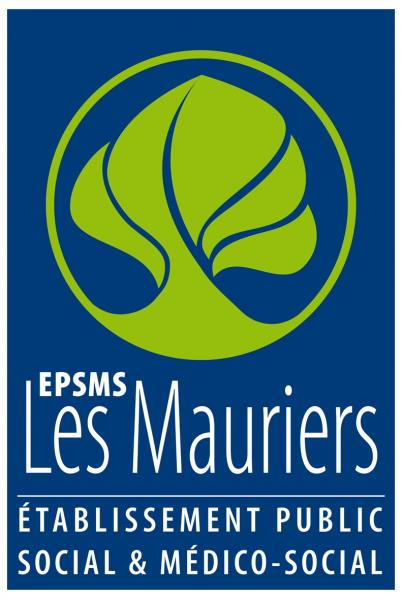 EPSMS
Les Mauriers
ÉTABLISSEMENT PUBLIC
SOCIAL & MÉDICO-SOCIAL